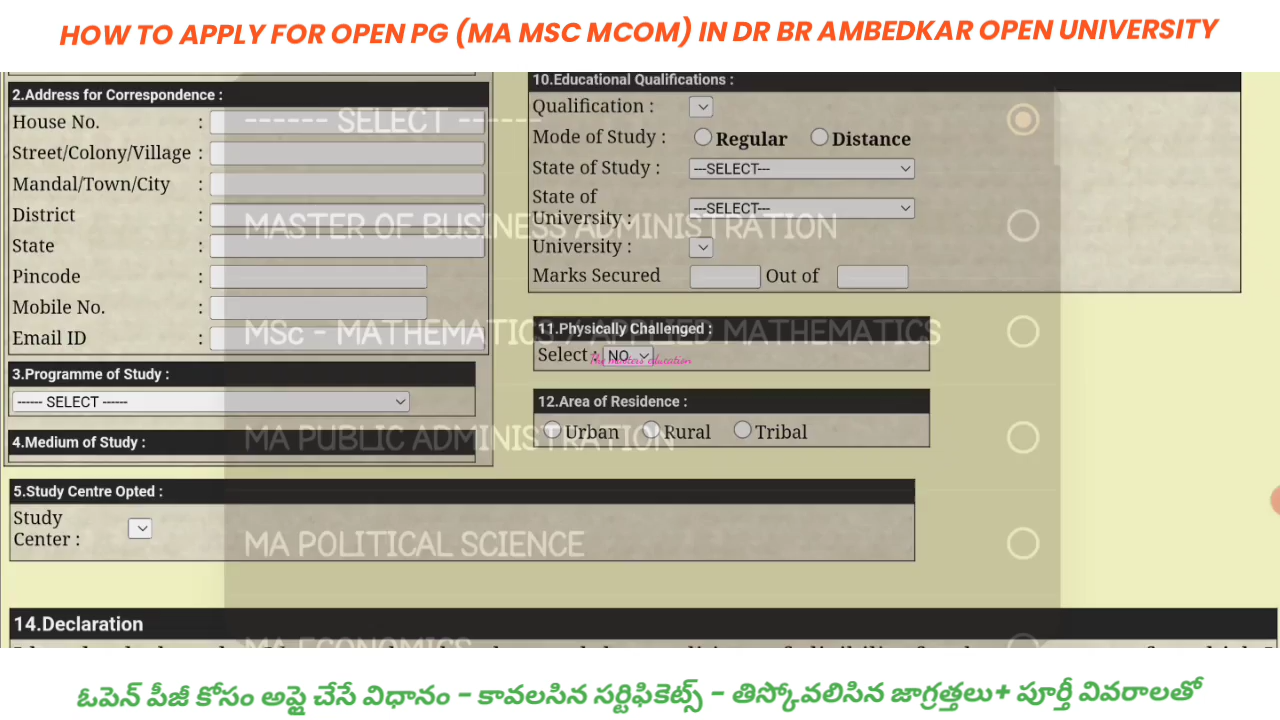 HOW TO APPLY FOR OPEN PG (MA MSC MCOM) IN DR BR AMBEDKAR OPEN UNIVERSITY
2.Address for Correspondence :
House No. :
Street/Colony/Village :
Mandal/Town/City :
District :
State :
Pincode :
Mobile No. :
Email ID :
3.Programme of Study :
------ SELECT ------
4.Medium of Study :
5.Study Centre Opted :
Study
Center :
10.Educational Qualifications :
Qualification :
Mode of Study : Regular Distance
State of Study : ---SELECT---
State of
University : ---SELECT---
University :
Marks Secured Out of
11.Physically Challenged :
Select : NO
The masters education
12.Area of Residence :
Urban Rural Tribal
------ SELECT ------
MASTER OF BUSINESS ADMINISTRATION
MSc - MATHEMATICS / APPLIED MATHEMATICS
MA PUBLIC ADMINISTRATION
MA POLITICAL SCIENCE
MA ECONOMICS
14.Declaration
ఓపెన్ పీజీ కోసం అప్లై చేసే విధానం - కావలసిన సర్టిఫికెట్స్ - తిస్కోవలిసిన జాగ్రత్తలు+ పూర్తి వివరాలతో